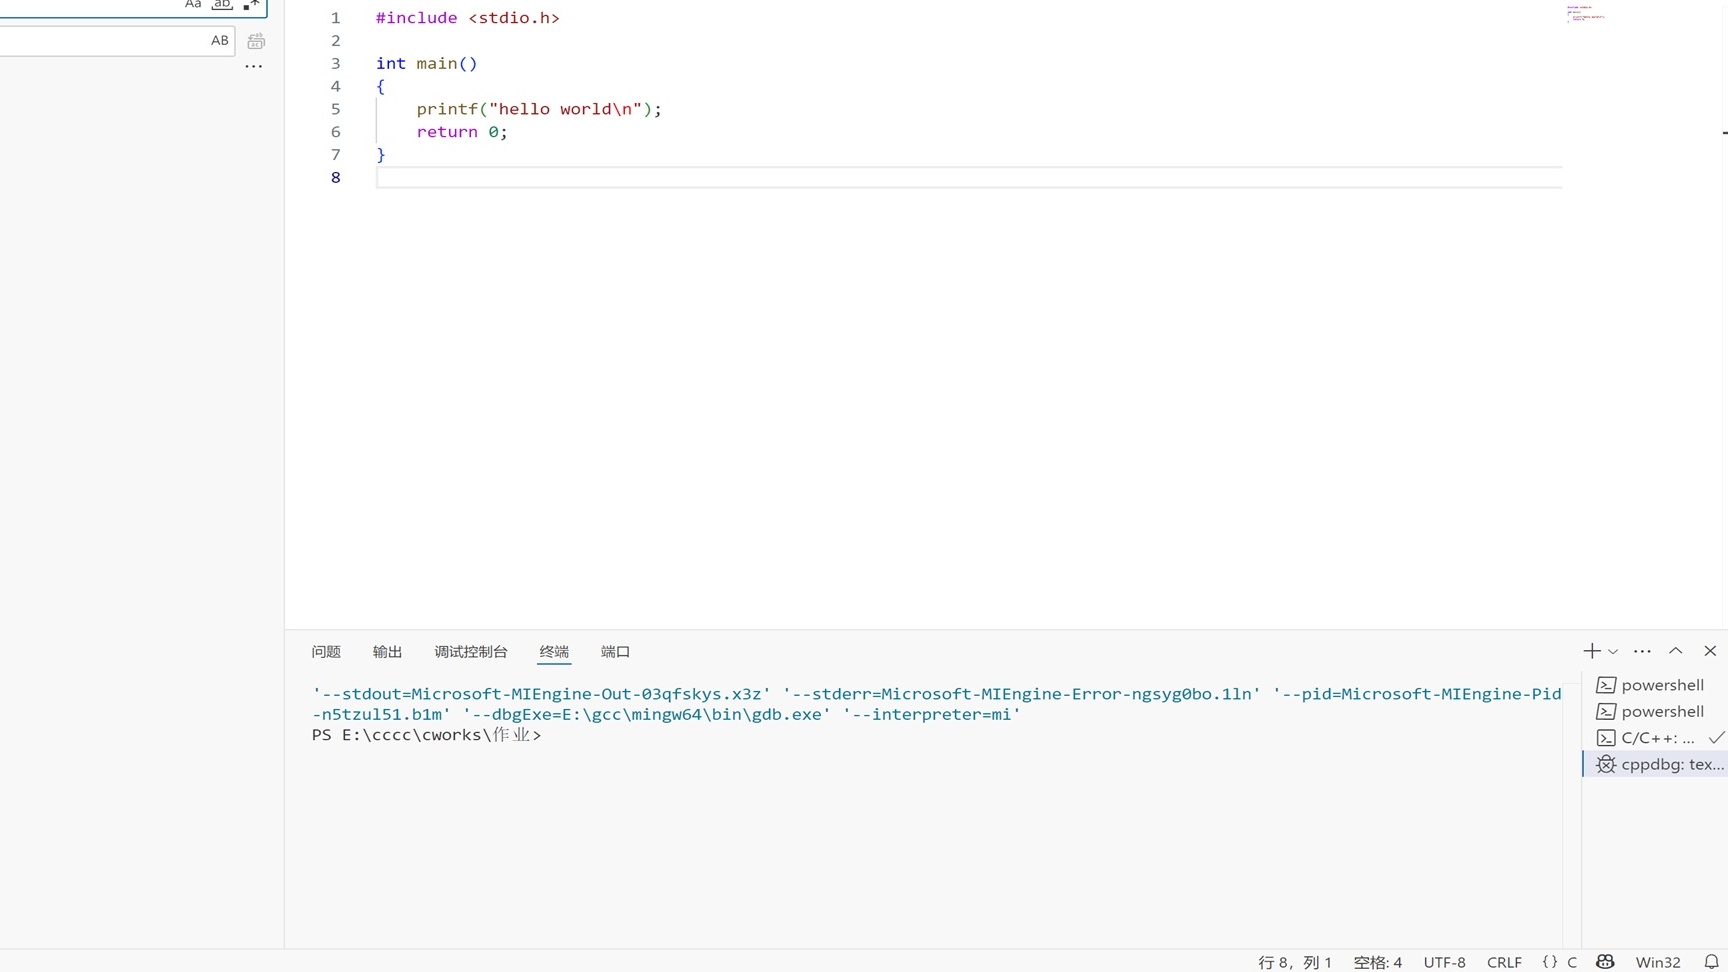 Aa ab
AB
1 #include <stdio.h>
2
3 int main()
4 {
5     printf("hello world\n");
6     return 0;
7 }
8
问题 输出 调试控制台 终端 端口
'--stdout=Microsoft-MIEngine-Out-03qfskys.x3z' '--stderr=Microsoft-MIEngine-Error-ngsyg0bo.1ln' '--pid=Microsoft-MIEngine-Pid
-n5tzul51.b1m' '--dbgExe=E:\gcc\mingw64\bin\gdb.exe' '--interpreter=mi'
PS E:\cccc\cworks\作业>
powershell
powershell
C/C++: ...
cppdbg: tex...
行 8，列 1 空格: 4 UTF-8 CRLF {} C Win32